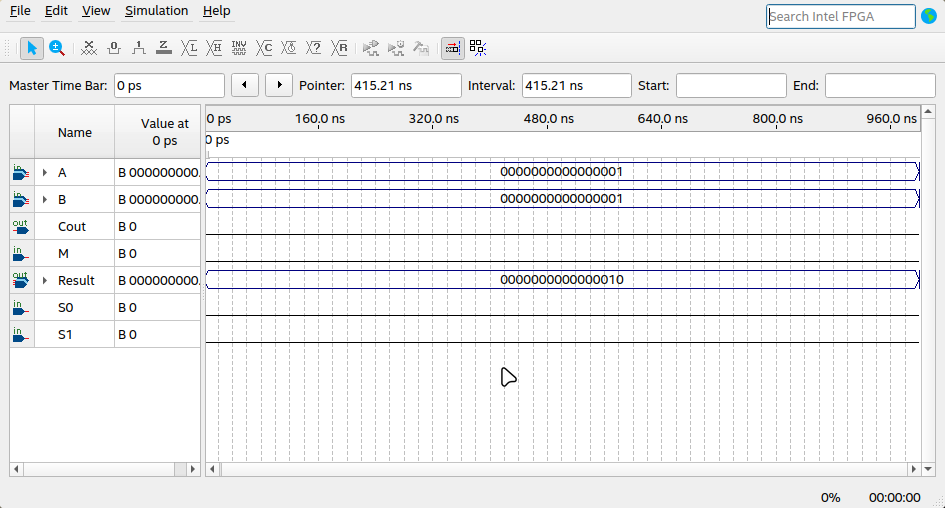 File Edit View Simulation Help Search Intel FPGA
Master Time Bar: 0 ps Pointer: 415.21 ns Interval: 415.21 ns Start: End:
Name Value at 0 ps 0 ps 160.0 ns 320.0 ns 480.0 ns 640.0 ns 800.0 ns 960.0 ns
0 ps
in A B 000000000 0000000000000001
in B B 000000000 0000000000000001
out Cout B 0
in M B 0
out Result B 000000000 0000000000000010
in S0 B 0
in S1 B 0
0% 00:00:00